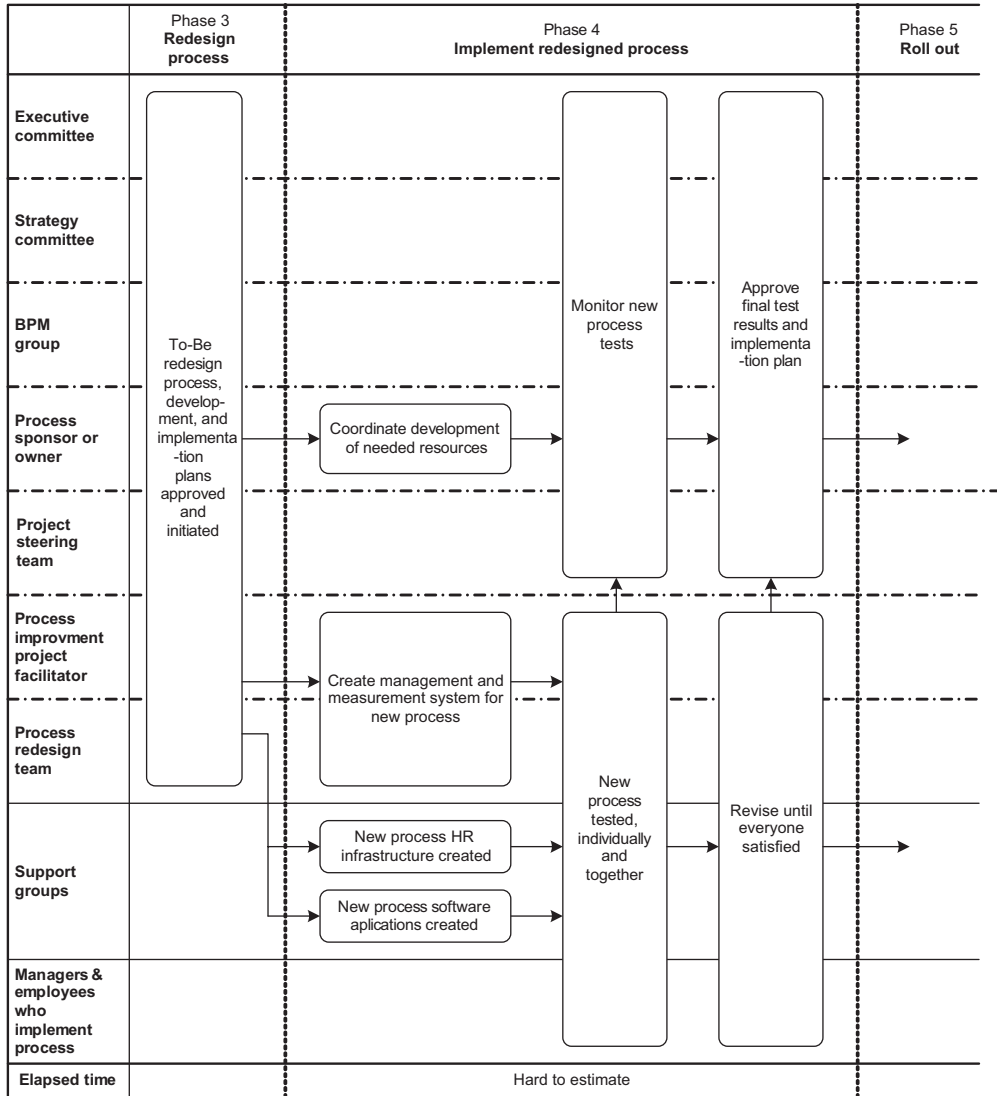 Phase 3
Redesign
process
Phase 4
Implement redesigned process
Phase 5
Roll out
Executive
committee
Strategy
committee
BPM
group
Process
sponsor or
owner
Project
steering
team
Process
improvment
project
facilitator
Process
redesign
team
Support
groups
Managers &
employees
who
implement
process
Elapsed time
To-Be
redesign
process,
develop-
ment, and
implementa
-tion
plans
approved
and
initiated
Coordinate development
of needed resources
Create management and
measurement system for
new process
New process HR
infrastructure created
New process software
aplications created
Monitor new
process
tests
New
process
tested,
individually
and
together
Approve
final test
results and
implementa
-tion plan
Revise until
everyone
satisfied
Hard to estimate